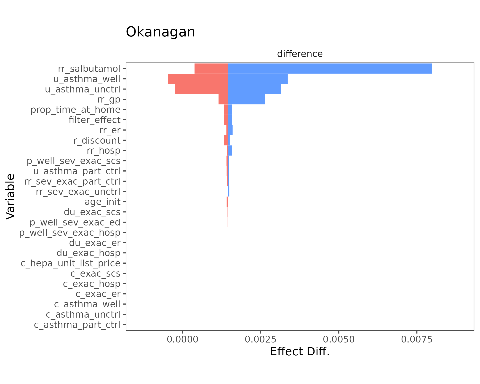 Okanagan
difference
rr_salbutamol
u_asthma_well
u_asthma_unctrl
rr_gp
prop_time_at_home
filter_effect
rr_er
r_discount
rr_hosp
p_well_sev_exac_scs
u_asthma_part_ctrl
rr_sev_exac_part_ctrl
rr_sev_exac_unctrl
age_init
du_exac_scs
p_well_sev_exac_ed
p_well_sev_exac_hosp
du_exac_er
du_exac_hosp
c_hepa_unit_list_price
c_exac_scs
c_exac_hosp
c_exac_er
c_asthma_well
c_asthma_unctrl
c_asthma_part_ctrl
Variable
0.0000 0.0025 0.0050 0.0075
Effect Diff.